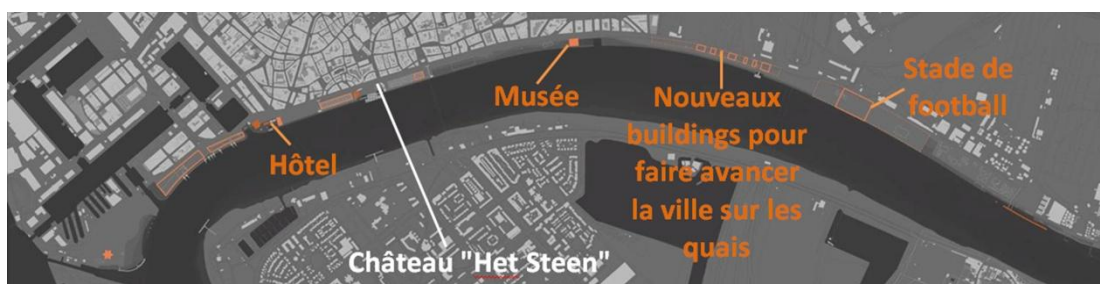 Hôtel
Château "Het Steen"
Musée
Nouveaux
buildings pour
faire avancer
la ville sur les
quais
Stade de
football